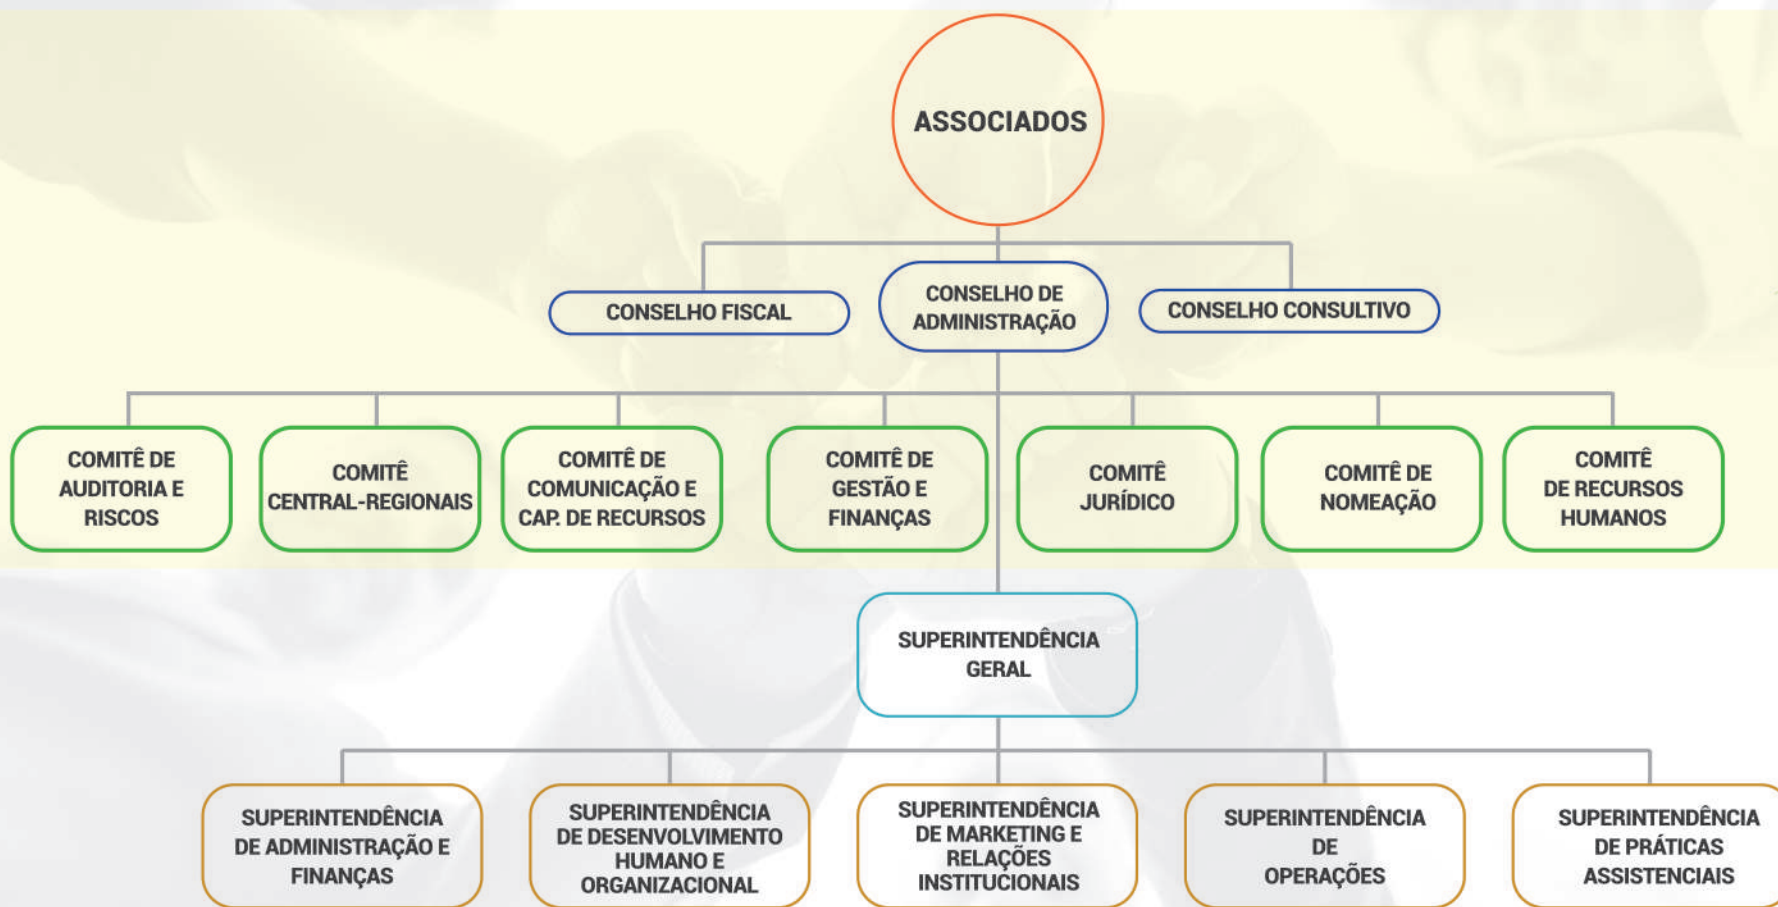 ASSOCIADOS
CONSELHO FISCAL
CONSELHO DE
ADMINISTRAÇÃO
CONSELHO CONSULTIVO
COMITÊ DE
AUDITORIA E
RISCOS
COMITÊ
CENTRAL-REGIONAIS
COMITÊ DE
COMUNICAÇÃO E
CAP. DE RECURSOS
COMITÊ DE
GESTÃO E
FINANÇAS
COMITÊ
JURÍDICO
COMITÊ DE
NOMEAÇÃO
COMITÊ
DE RECURSOS
HUMANOS
SUPERINTENDÊNCIA
GERAL
SUPERINTENDÊNCIA
DE ADMINISTRAÇÃO E
FINANÇAS
SUPERINTENDÊNCIA
DE DESENVOLVIMENTO
HUMANO E
ORGANIZACIONAL
SUPERINTENDÊNCIA
DE MARKETING E
RELAÇÕES
INSTITUCIONAIS
SUPERINTENDÊNCIA
DE
OPERAÇÕES
SUPERINTENDÊNCIA
DE PRÁTICAS
ASSISTENCIAIS